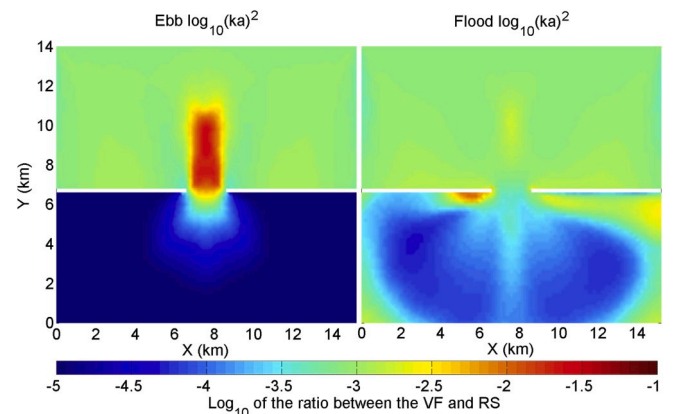 Ebb log10(ka)2
Flood log10(ka)2
14
12
10
8
6
4
2
0
Y (km)
0 2 4 6 8 10 12 14
X (km)
0 2 4 6 8 10 12 14
X (km)
-5 -4.5 -4 -3.5 -3 -2.5 -2 -1.5 -1
Log10 of the ratio between the VF and RS